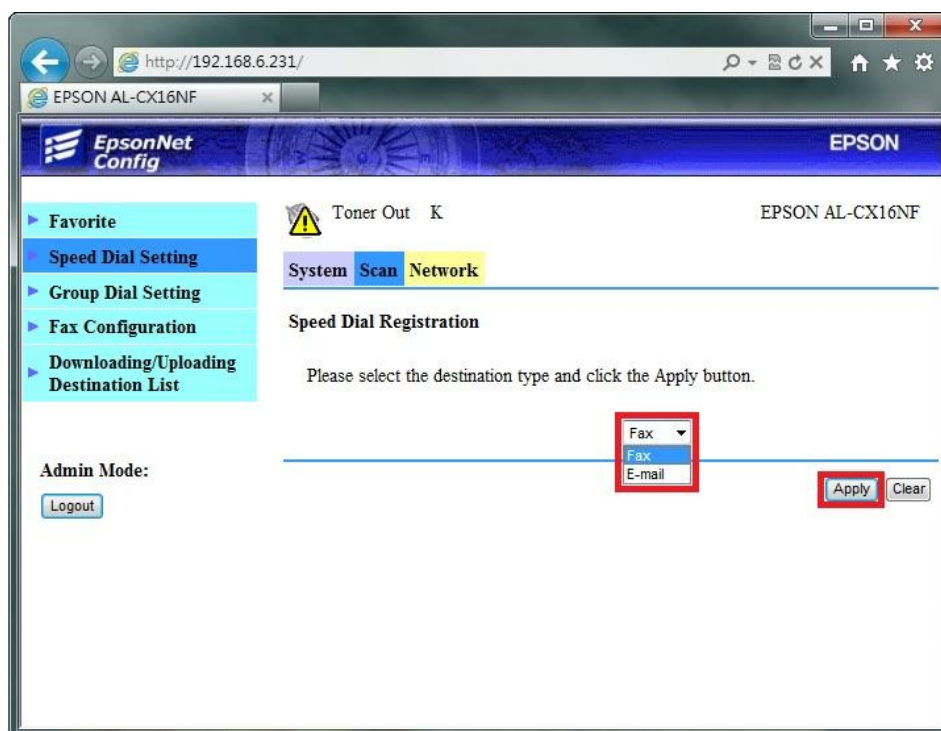 http://192.168.6.231/
EPSON AL-CX16NF
EpsonNet
Config
EPSON
Favorite
Speed Dial Setting
Group Dial Setting
Fax Configuration
Downloading/Uploading
Destination List
Admin Mode:
Logout
Toner Out K
EPSON AL-CX16NF
System Scan Network
Speed Dial Registration
Please select the destination type and click the Apply button.
Fax
Fax
E-mail
Apply Clear